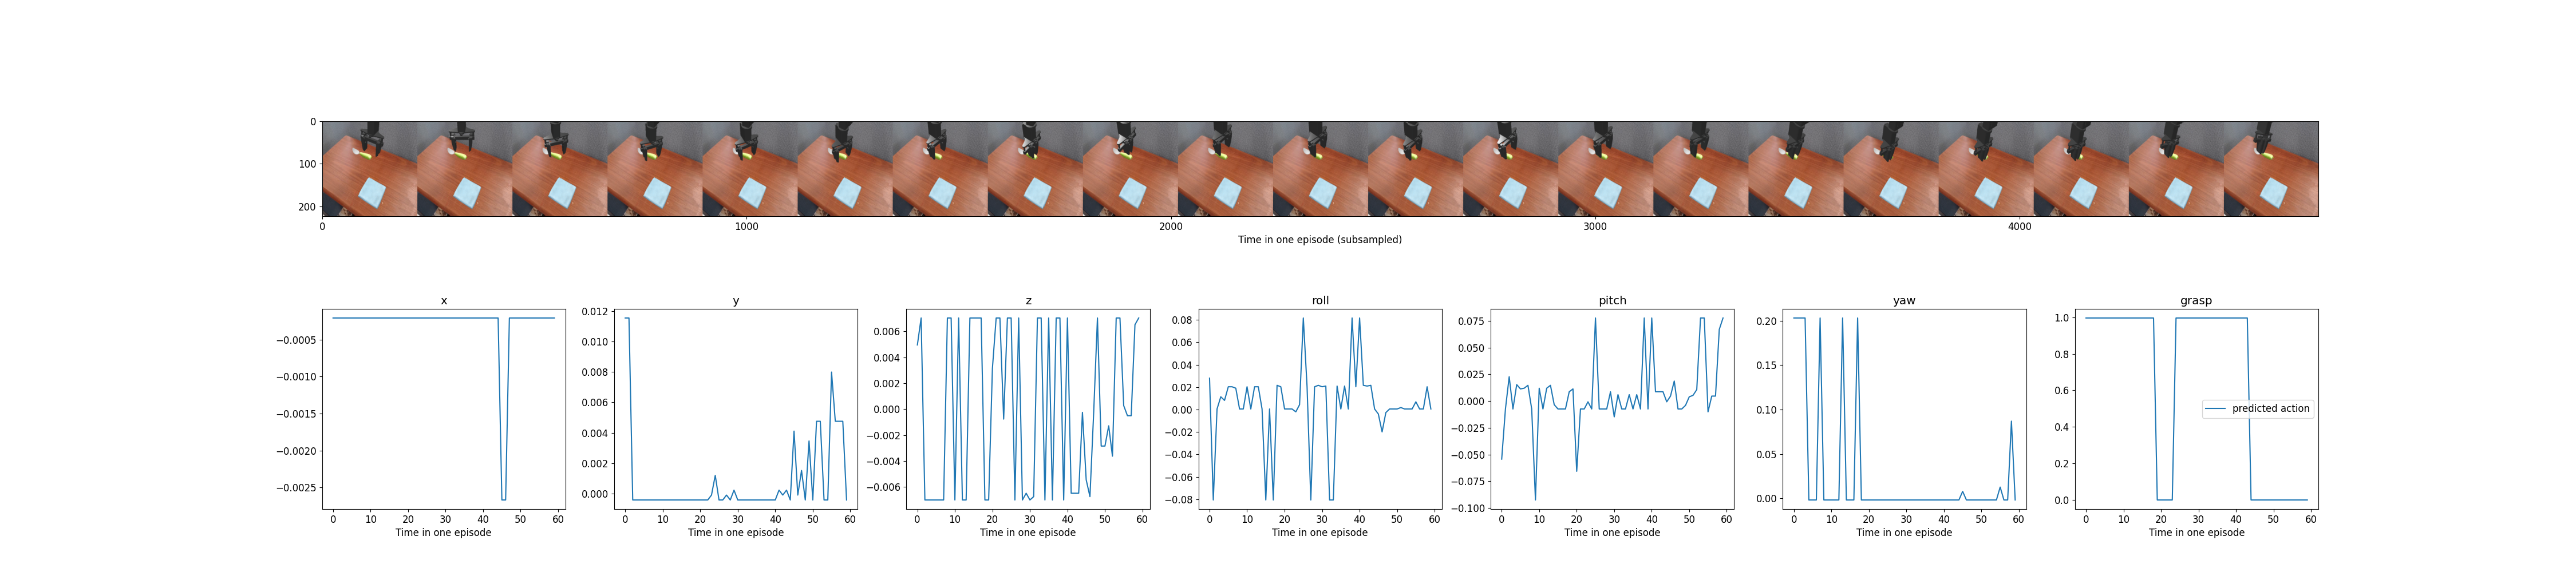 0
100
200
0 1000 2000 3000 4000
Time in one episode (subsampled)
x y z roll pitch yaw grasp
−0.0005
−0.0010
−0.0015
−0.0020
−0.0025
0 10 20 30 40 50 60
Time in one episode
0.012
0.010
0.008
0.006
0.004
0.002
0.000
0 10 20 30 40 50 60
Time in one episode
0.006
0.004
0.002
0.000
−0.002
−0.004
−0.006
0 10 20 30 40 50 60
Time in one episode
0.08
0.06
0.04
0.02
0.00
−0.02
−0.04
−0.06
−0.08
0 10 20 30 40 50 60
Time in one episode
0.075
0.050
0.025
0.000
−0.025
−0.050
−0.075
−0.100
0 10 20 30 40 50 60
Time in one episode
0.20
0.15
0.10
0.05
0.00
0 10 20 30 40 50 60
Time in one episode
1.0
0.8
0.6
0.4
0.2
0.0
predicted action
0 10 20 30 40 50 60
Time in one episode